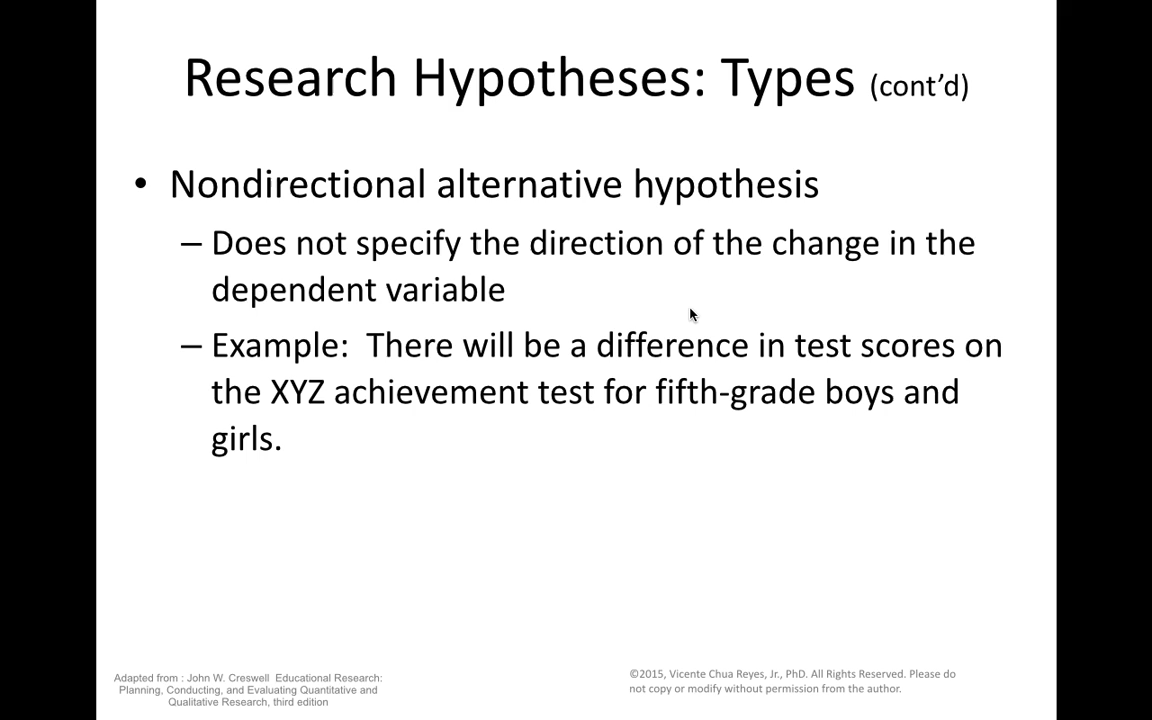 Research Hypotheses: Types (cont’d)
• Nondirectional alternative hypothesis
– Does not specify the direction of the change in the
dependent variable
– Example:  There will be a difference in test scores on
the XYZ achievement test for fifth-grade boys and
girls.
Adapted from : John W. Creswell  Educational Research:
Planning, Conducting, and Evaluating Quantitative and
Qualitative Research, third edition
©2015, Vicente Chua Reyes, Jr., PhD. All Rights Reserved. Please do
not copy or modify without permission from the author.